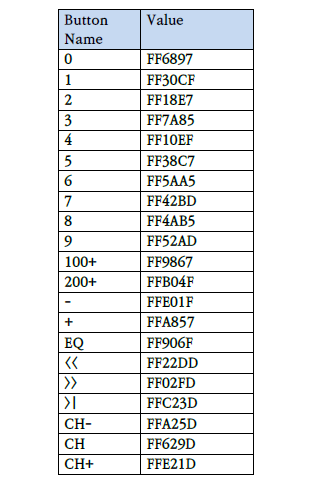 Button Value
Name
0 FF6897
1 FF30CF
2 FF18E7
3 FF7A85
4 FF10EF
5 FF38C7
6 FF5AA5
7 FF42BD
8 FF4AB5
9 FF52AD
100+ FF9867
200+ FFB04F
- FFE01F
+ FFA857
EQ FF906F
<< FF22DD
>> FF02FD
>| FFC23D
CH- FFA25D
CH FF629D
CH+ FFE21D